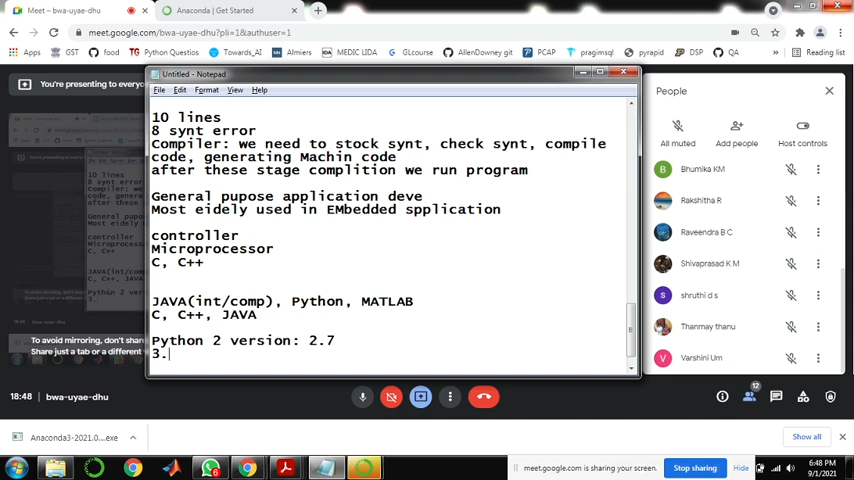 Meet – bwa-uyae-dhu
Anaconda | Get Started
meet.google.com/bwa-uyae-dhu?pli=1&authuser=1
Apps
G
food
TG
Python Questions
Towards_AI
Almiers
MEDIC LIDA
GLcourse
AllenDowney git
PCAP
pragimsql
pyrapid
DSP
QA
Reading list
You're presenting to everyo
Untitled - Notepad
File Edit Format View Help
10 lines
8 synt error
Compiler: we need to stock synt, check synt, compile
code, generating Machin code
after these stage complition we run program
General pupose application deve
Most eidely used in EMbedded spplication
controller
Microprocessor
C, C++
JAVA(int/comp), Python, MATLAB
C, C++, JAVA
Python 2 version: 2.7
3.
To avoid mirroring, don't share
Share just a tab or a different
People
All muted
Add people
Host controls
B
Bhumika KM
Rakshitha R
Raveendra B C
Shivaprasad K M
s
shruthi d s
Thanmay thanu
Varshini Um
18:48
bwa-uyae-dhu
12
Anaconda3-2021.0....exe
Show all
meet.google.com is sharing your screen.
Stop sharing
Hide
6:48 PM
9/1/2021